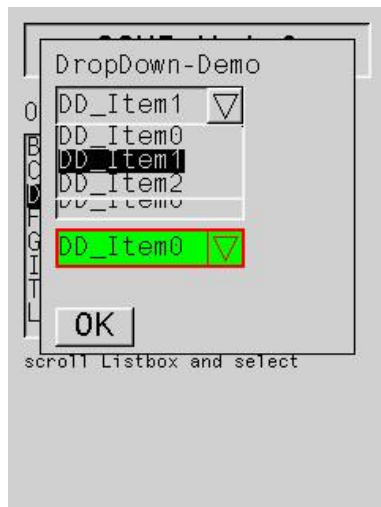 DropDown-Demo
DD_Item1
DD_Item0
DD_Item1
DD_Item2
DD_Item0
OK
scroll Listbox and select